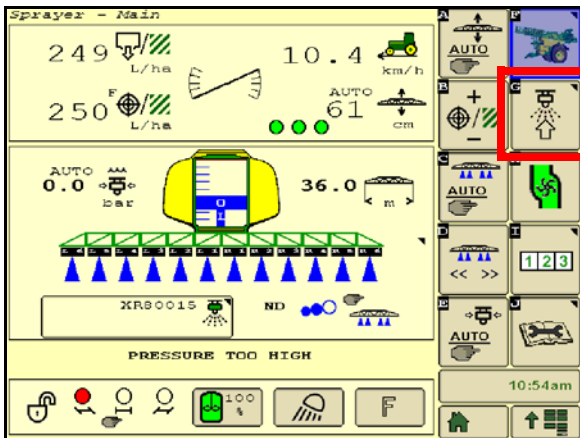 Sprayer - Main
249 L/ha
10.4 km/h
250 F L/ha
AUTO 61 cm
AUTO 0.0 bar
0
1
36.0 m
XR80015
ND
PRESSURE TOO HIGH
100 %
F
A AUTO
F
B + -
G
C AUTO
D << >>
I 1 2 3
E AUTO
J
10:54am